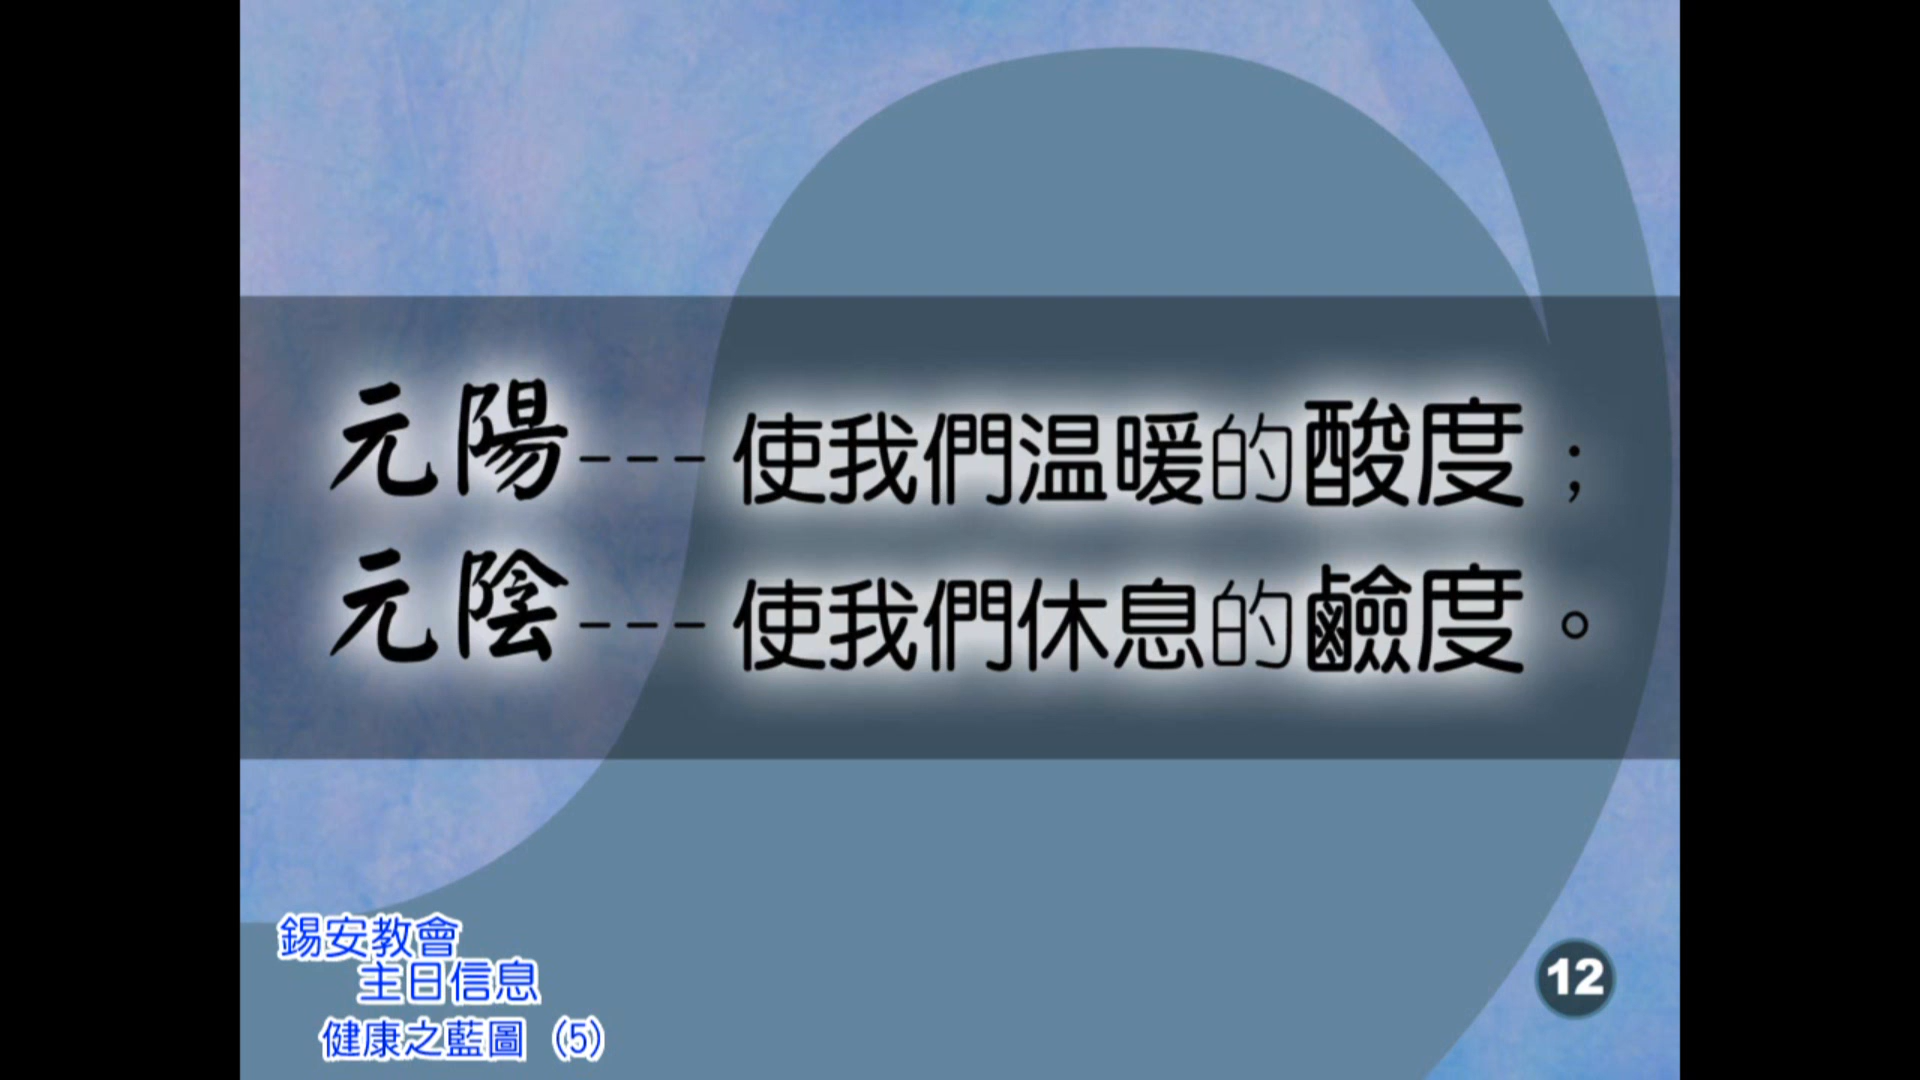 元陽---使我們温暖的酸度；
元陰---使我們休息的鹼度。
錫安教會
主日信息
健康之藍圖 (5)
12